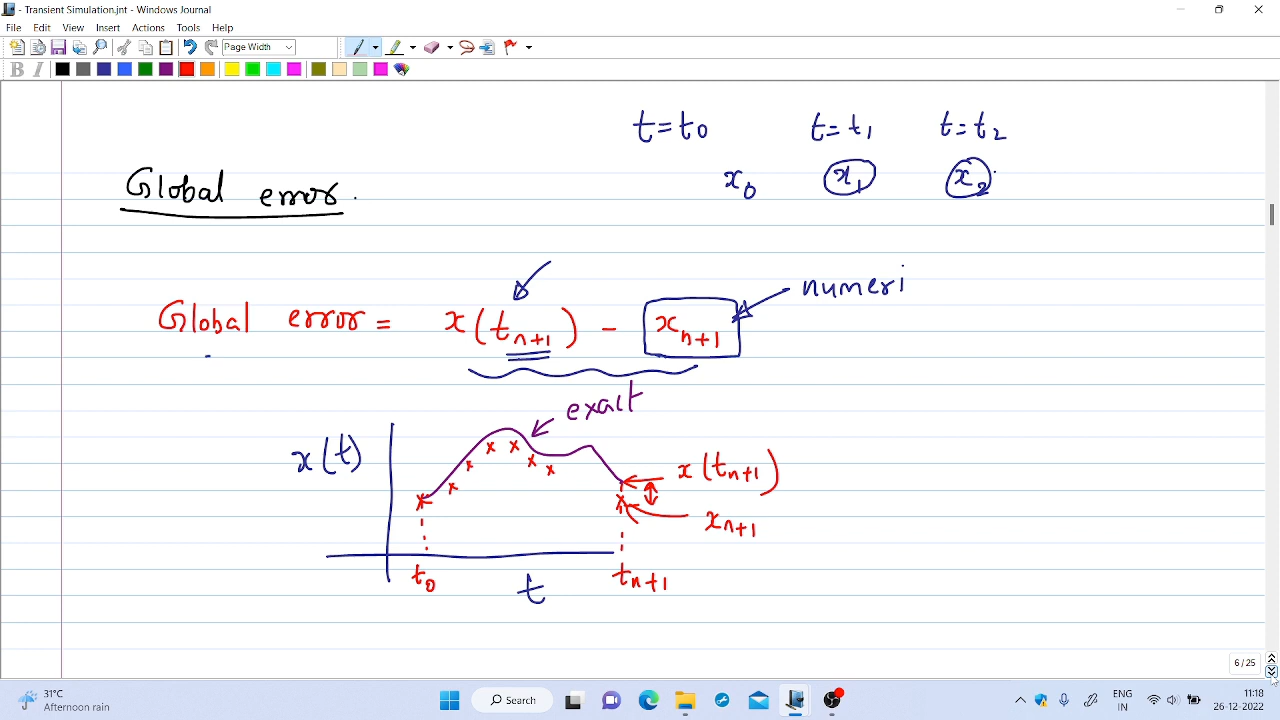 Transient Simulation.jnt - Windows Journal
File Edit View Insert Actions Tools Help
Page Width
B I
t=t0 t=t1 t=t2
x0 x1 x2
Global error.
numeri
Global error = x(tn+1) - xn+1
exact
x(t)
x(tn+1)
xn+1
t0 t tn+1
6 / 25
31°C
Afternoon rain
Search
ENG
IN
11:18
26-12-2022